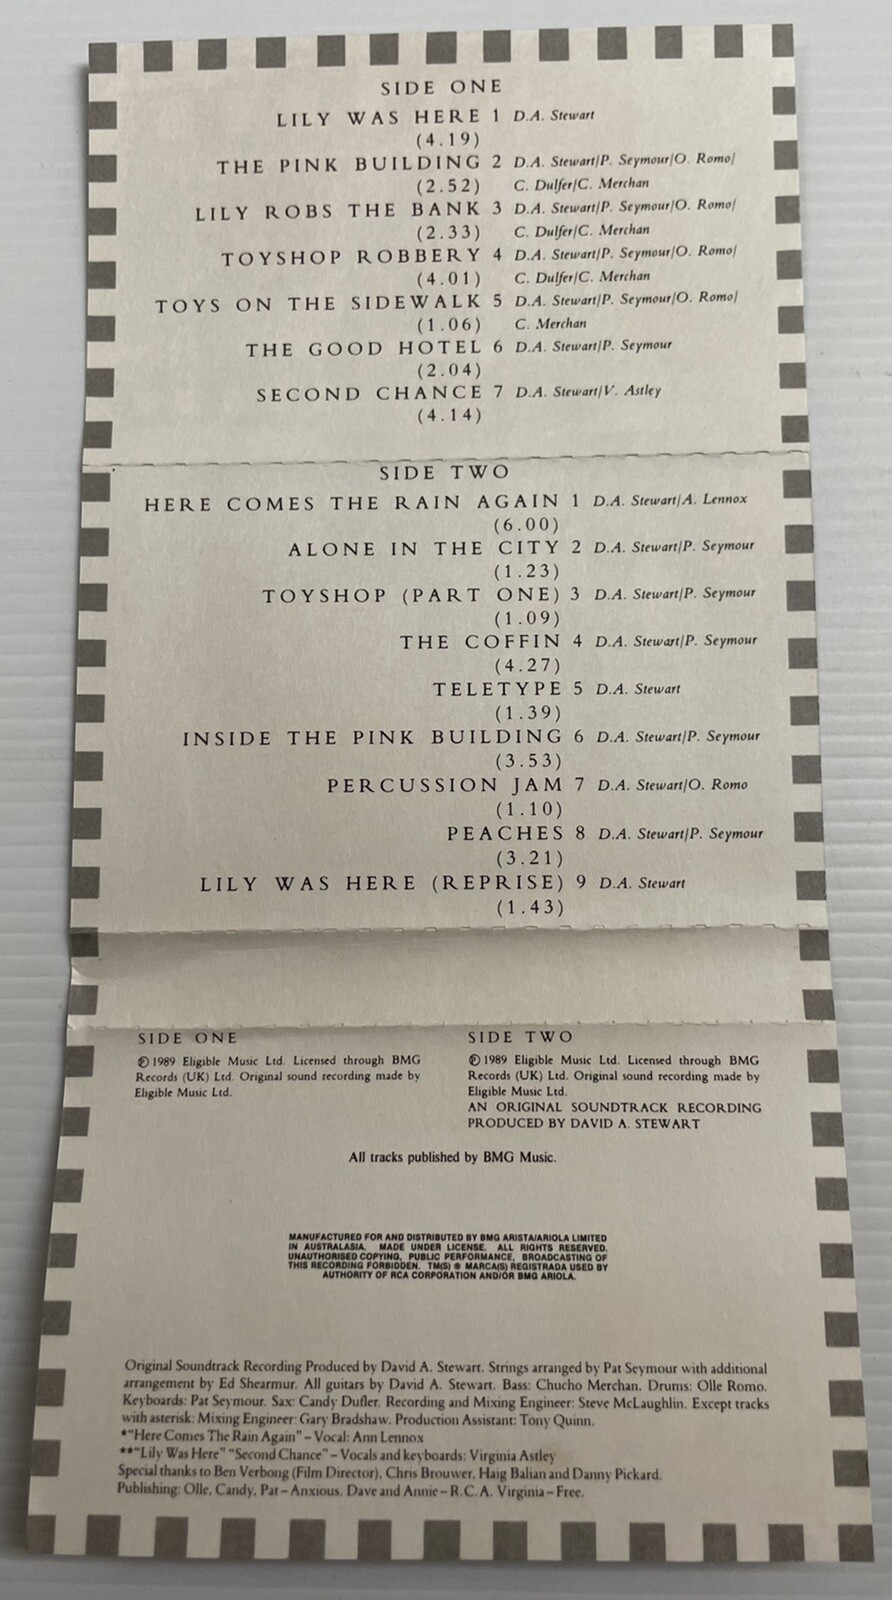 SIDE ONE
LILY WAS HERE 1 D.A. Stewart
(4.19)
THE PINK BUILDING 2 D.A. Stewart/P. Seymour/O. Romo/
(2.52) C. Dulfer/C. Merchan
LILY ROBS THE BANK 3 D.A. Stewart/P. Seymour/O. Romo/
(2.33) C. Dulfer/C. Merchan
TOYSHOP ROBBERY 4 D.A. Stewart/P. Seymour/O. Romo/
(4.01) C. Dulfer/C. Merchan
TOYS ON THE SIDEWALK 5 D.A. Stewart/P. Seymour/O. Romo/
(1.06) C. Merchan
THE GOOD HOTEL 6 D.A. Stewart/P. Seymour
(2.04)
SECOND CHANCE 7 D.A. Stewart/V. Astley
(4.14)
SIDE TWO
HERE COMES THE RAIN AGAIN 1 D.A. Stewart/A. Lennox
(6.00)
ALONE IN THE CITY 2 D.A. Stewart/P. Seymour
(1.23)
TOYSHOP (PART ONE) 3 D.A. Stewart/P. Seymour
(1.09)
THE COFFIN 4 D.A. Stewart/P. Seymour
(4.27)
TELETYPE 5 D.A. Stewart
(1.39)
INSIDE THE PINK BUILDING 6 D.A. Stewart/P. Seymour
(3.53)
PERCUSSION JAM 7 D.A. Stewart/O. Romo
(1.10)
PEACHES 8 D.A. Stewart/P. Seymour
(3.21)
LILY WAS HERE (REPRISE) 9 D.A. Stewart
(1.43)
SIDE ONE
℗ 1989 Eligible Music Ltd. Licensed through BMG
Records (UK) Ltd. Original sound recording made by
Eligible Music Ltd.
SIDE TWO
℗ 1989 Eligible Music Ltd. Licensed through BMG
Records (UK) Ltd. Original sound recording made by
Eligible Music Ltd.
AN ORIGINAL SOUNDTRACK RECORDING
PRODUCED BY DAVID A. STEWART
All tracks published by BMG Music.
MANUFACTURED FOR AND DISTRIBUTED BY BMG ARISTA/ARIOLA LIMITED
IN AUSTRALASIA. MADE UNDER LICENSE. ALL RIGHTS RESERVED.
UNAUTHORISED COPYING, PUBLIC PERFORMANCE, BROADCASTING OF
THIS RECORDING FORBIDDEN. TM(S) ® MARCA(S) REGISTRADA USED BY
AUTHORITY OF RCA CORPORATION AND/OR BMG ARIOLA.
Original Soundtrack Recording Produced by David A. Stewart. Strings arranged by Pat Seymour with additional
arrangement by Ed Shearmur. All guitars by David A. Stewart. Bass: Chucho Merchan. Drums: Olle Romo.
Keyboards: Pat Seymour. Sax: Candy Dufler. Recording and Mixing Engineer: Steve McLaughlin. Except tracks
with asterisk: Mixing Engineer: Gary Bradshaw. Production Assistant: Tony Quinn.
*"Here Comes The Rain Again" – Vocal: Ann Lennox
**"Lily Was Here" "Second Chance" – Vocals and keyboards: Virginia Astley
Special thanks to Ben Verbong (Film Director), Chris Brouwer, Haig Balian and Danny Pickard.
Publishing: Olle, Candy, Pat – Anxious. Dave and Annie – R.C.A. Virginia – Free.